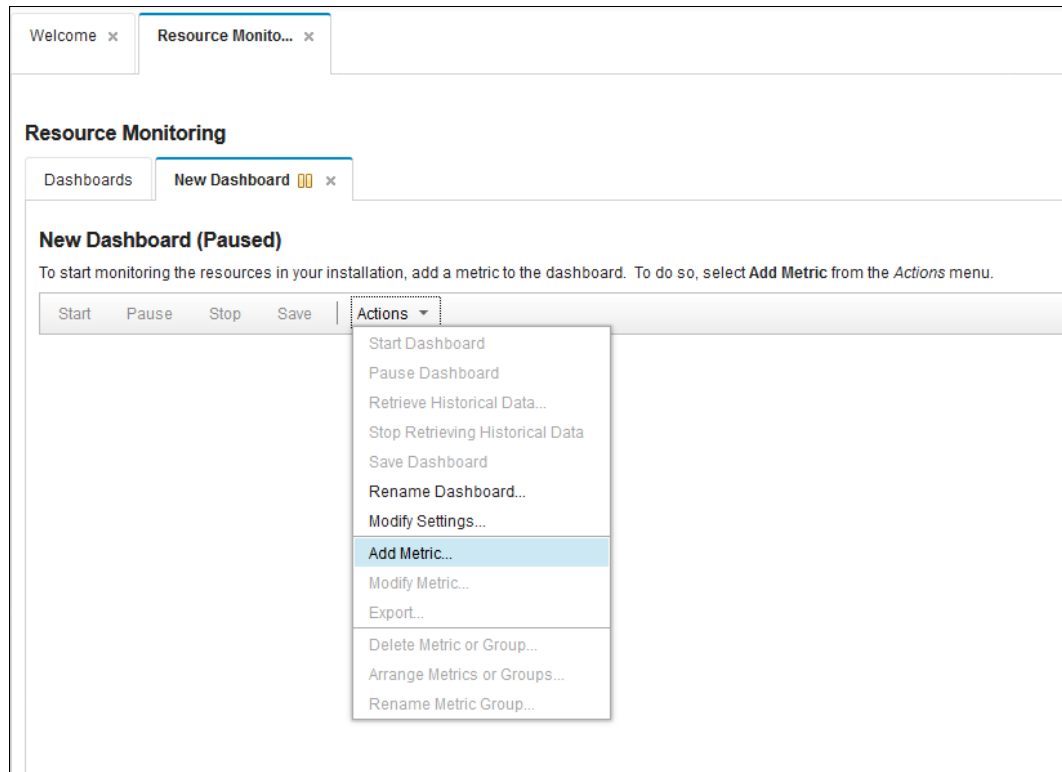 Welcome × Resource Monito... ×
Resource Monitoring
Dashboards New Dashboard ×
New Dashboard (Paused)
To start monitoring the resources in your installation, add a metric to the dashboard. To do so, select Add Metric from the Actions menu.
Start Pause Stop Save Actions
Start Dashboard
Pause Dashboard
Retrieve Historical Data...
Stop Retrieving Historical Data
Save Dashboard
Rename Dashboard...
Modify Settings...
Add Metric...
Modify Metric...
Export...
Delete Metric or Group...
Arrange Metrics or Groups...
Rename Metric Group...